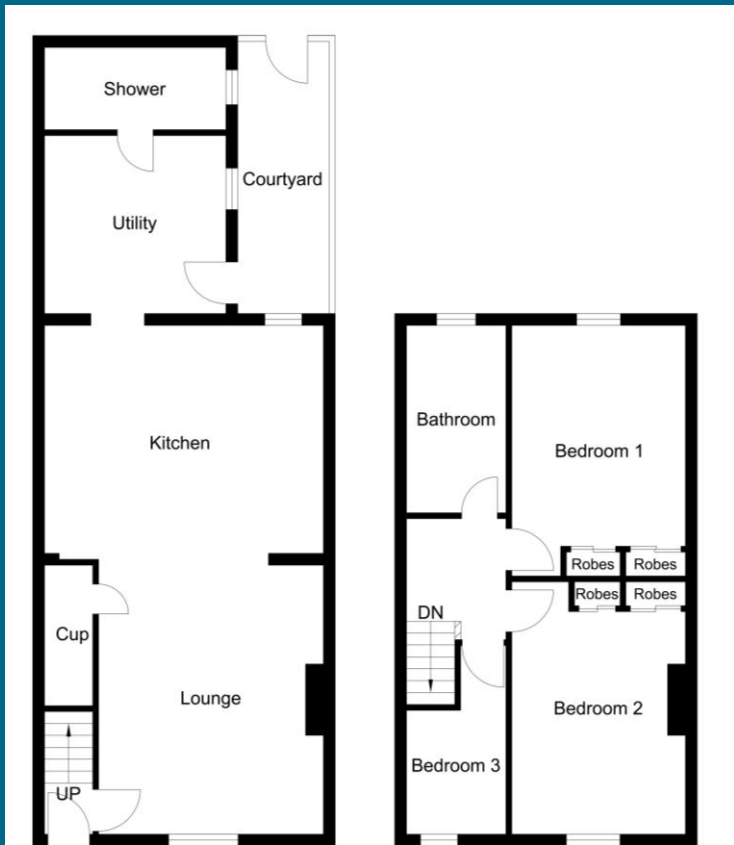 Shower
Courtyard
Utility
Kitchen
Cup
Lounge
UP
Bathroom
Bedroom 1
Robes
Robes
Robes
Robes
DN
Bedroom 2
Bedroom 3